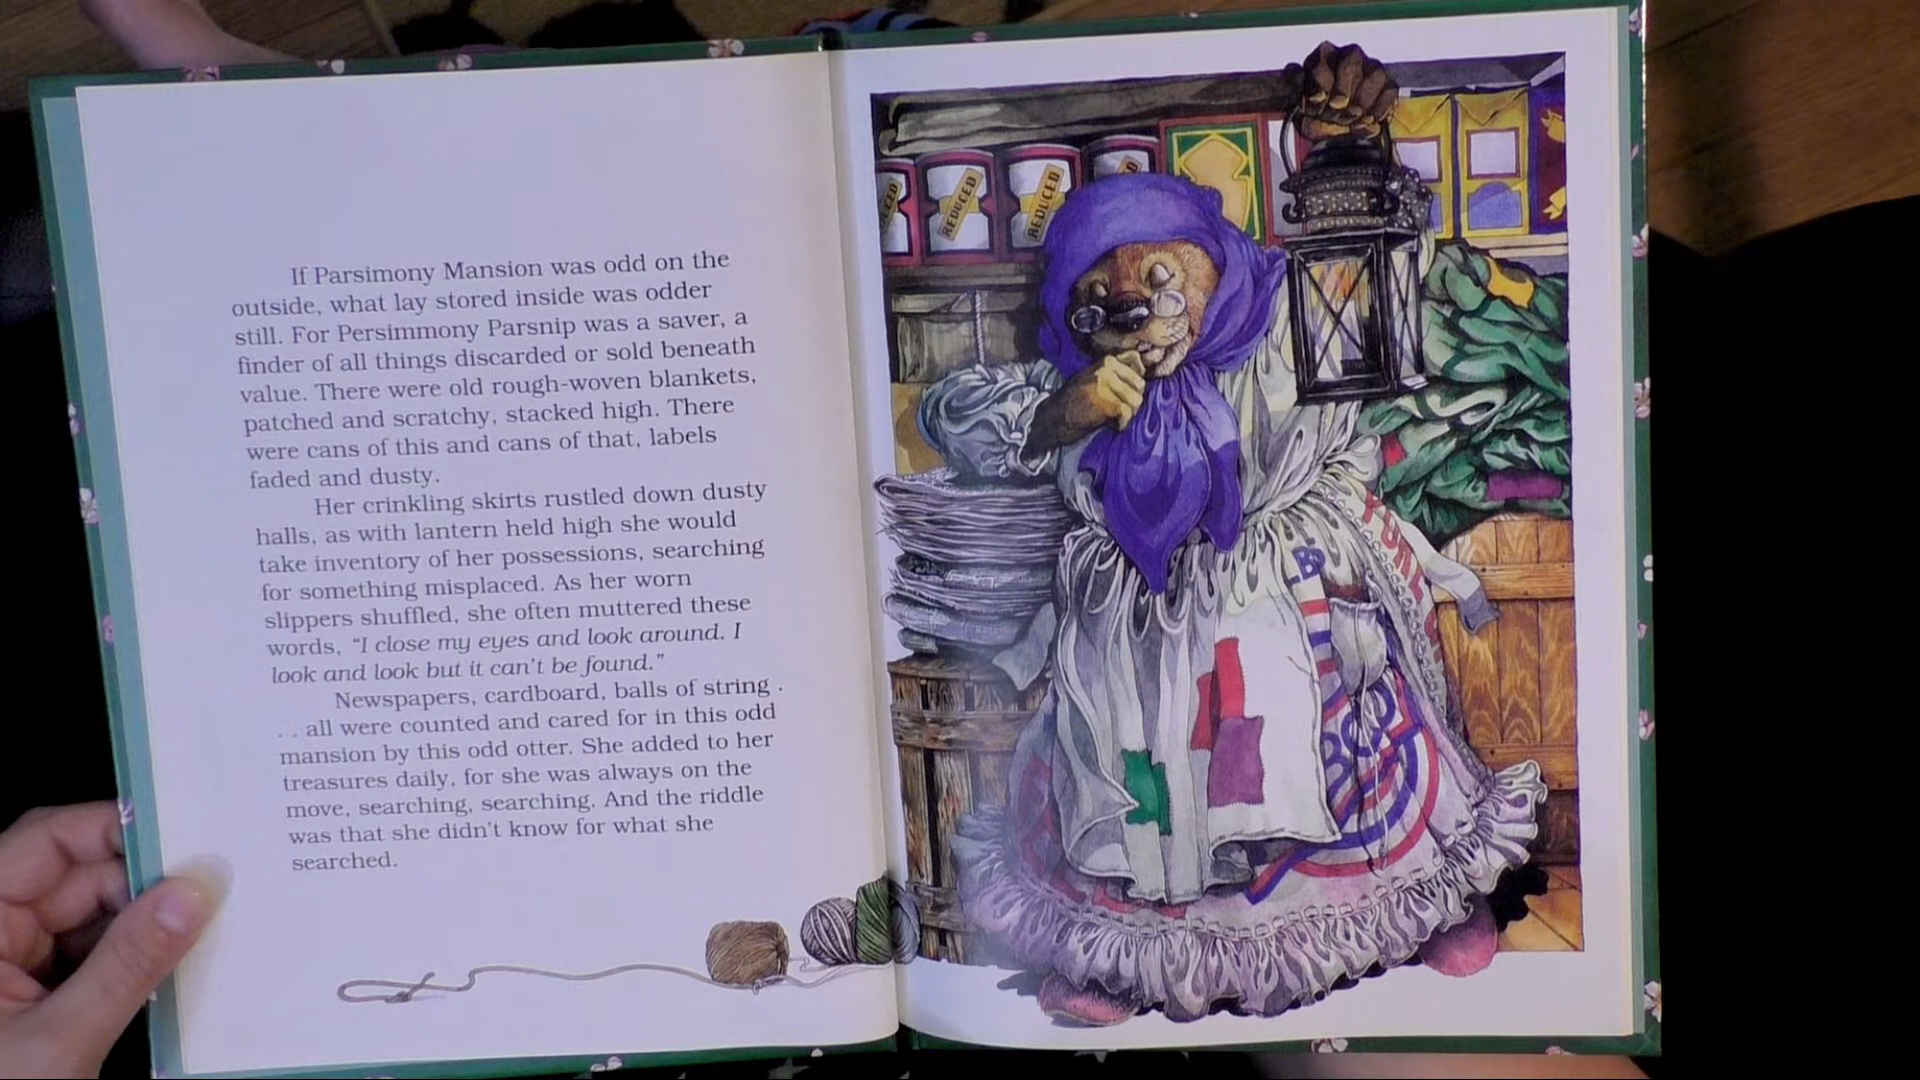 If Parsimony Mansion was odd on the
outside, what lay stored inside was odder
still. For Persimmony Parsnip was a saver, a
finder of all things discarded or sold beneath
value. There were old rough-woven blankets,
patched and scratchy, stacked high. There
were cans of this and cans of that, labels
faded and dusty.
Her crinkling skirts rustled down dusty
halls, as with lantern held high she would
take inventory of her possessions, searching
for something misplaced. As her worn
slippers shuffled, she often muttered these
words, “I close my eyes and look around. I
look and look but it can't be found.”
Newspapers, cardboard, balls of string .
. . all were counted and cared for in this odd
mansion by this odd otter. She added to her
treasures daily, for she was always on the
move, searching, searching. And the riddle
was that she didn't know for what she
searched.
CED
REDUCED
REDUCED
D
LBS